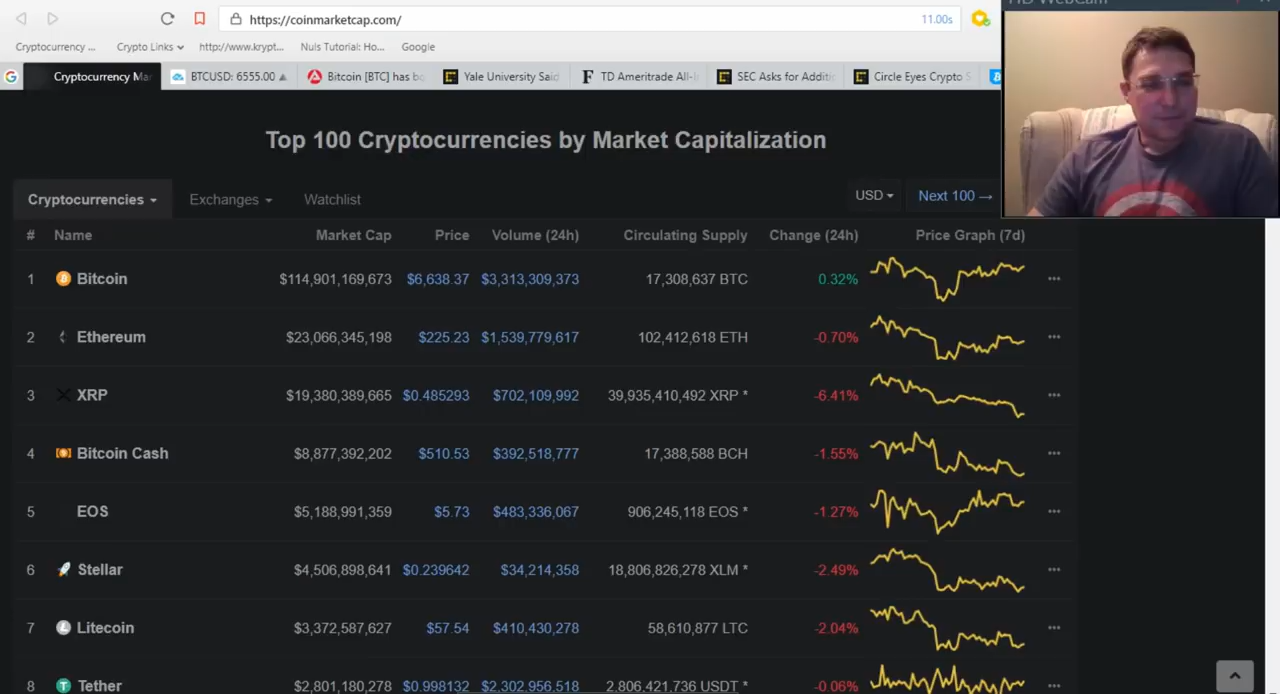 HD WebCam
https://coinmarketcap.com/ 11.00s
Cryptocurrency ... Crypto Links http://www.krypt... Nuls Tutorial: Ho... Google
Cryptocurrency Ma BTCUSD: 6555.00 ▲ Bitcoin [BTC] has b Yale University Said TD Ameritrade All-I SEC Asks for Additi Circle Eyes Crypto S
Top 100 Cryptocurrencies by Market Capitalization
Cryptocurrencies Exchanges Watchlist USD Next 100 →
# Name Market Cap Price Volume (24h) Circulating Supply Change (24h) Price Graph (7d)
1 Bitcoin $114,901,169,673 $6,638.37 $3,313,309,373 17,308,637 BTC 0.32%
2 Ethereum $23,066,345,198 $225.23 $1,539,779,617 102,412,618 ETH -0.70%
3 XRP $19,380,389,665 $0.485293 $702,109,992 39,935,410,492 XRP * -6.41%
4 Bitcoin Cash $8,877,392,202 $510.53 $392,518,777 17,388,588 BCH -1.55%
5 EOS $5,188,991,359 $5.73 $483,336,067 906,245,118 EOS * -1.27%
6 Stellar $4,506,898,641 $0.239642 $34,214,358 18,806,826,278 XLM * -2.49%
7 Litecoin $3,372,587,627 $57.54 $410,430,278 58,610,877 LTC -2.04%
8 Tether $2,801,180,278 $0.998132 $2,302,956,518 2,806,421,736 USDT * -0.06%